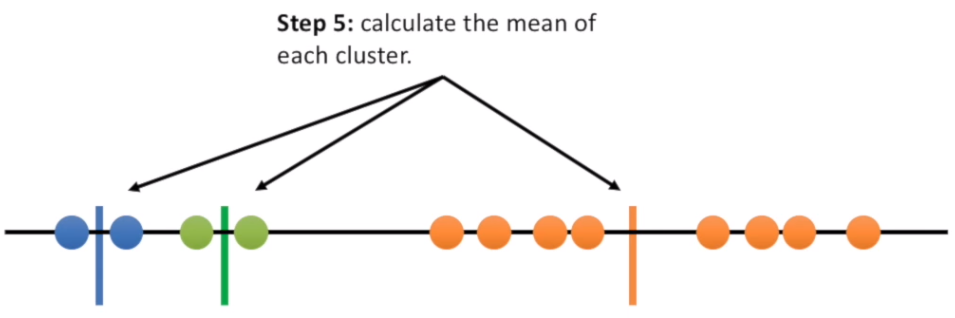 Step 5: calculate the mean of
each cluster.